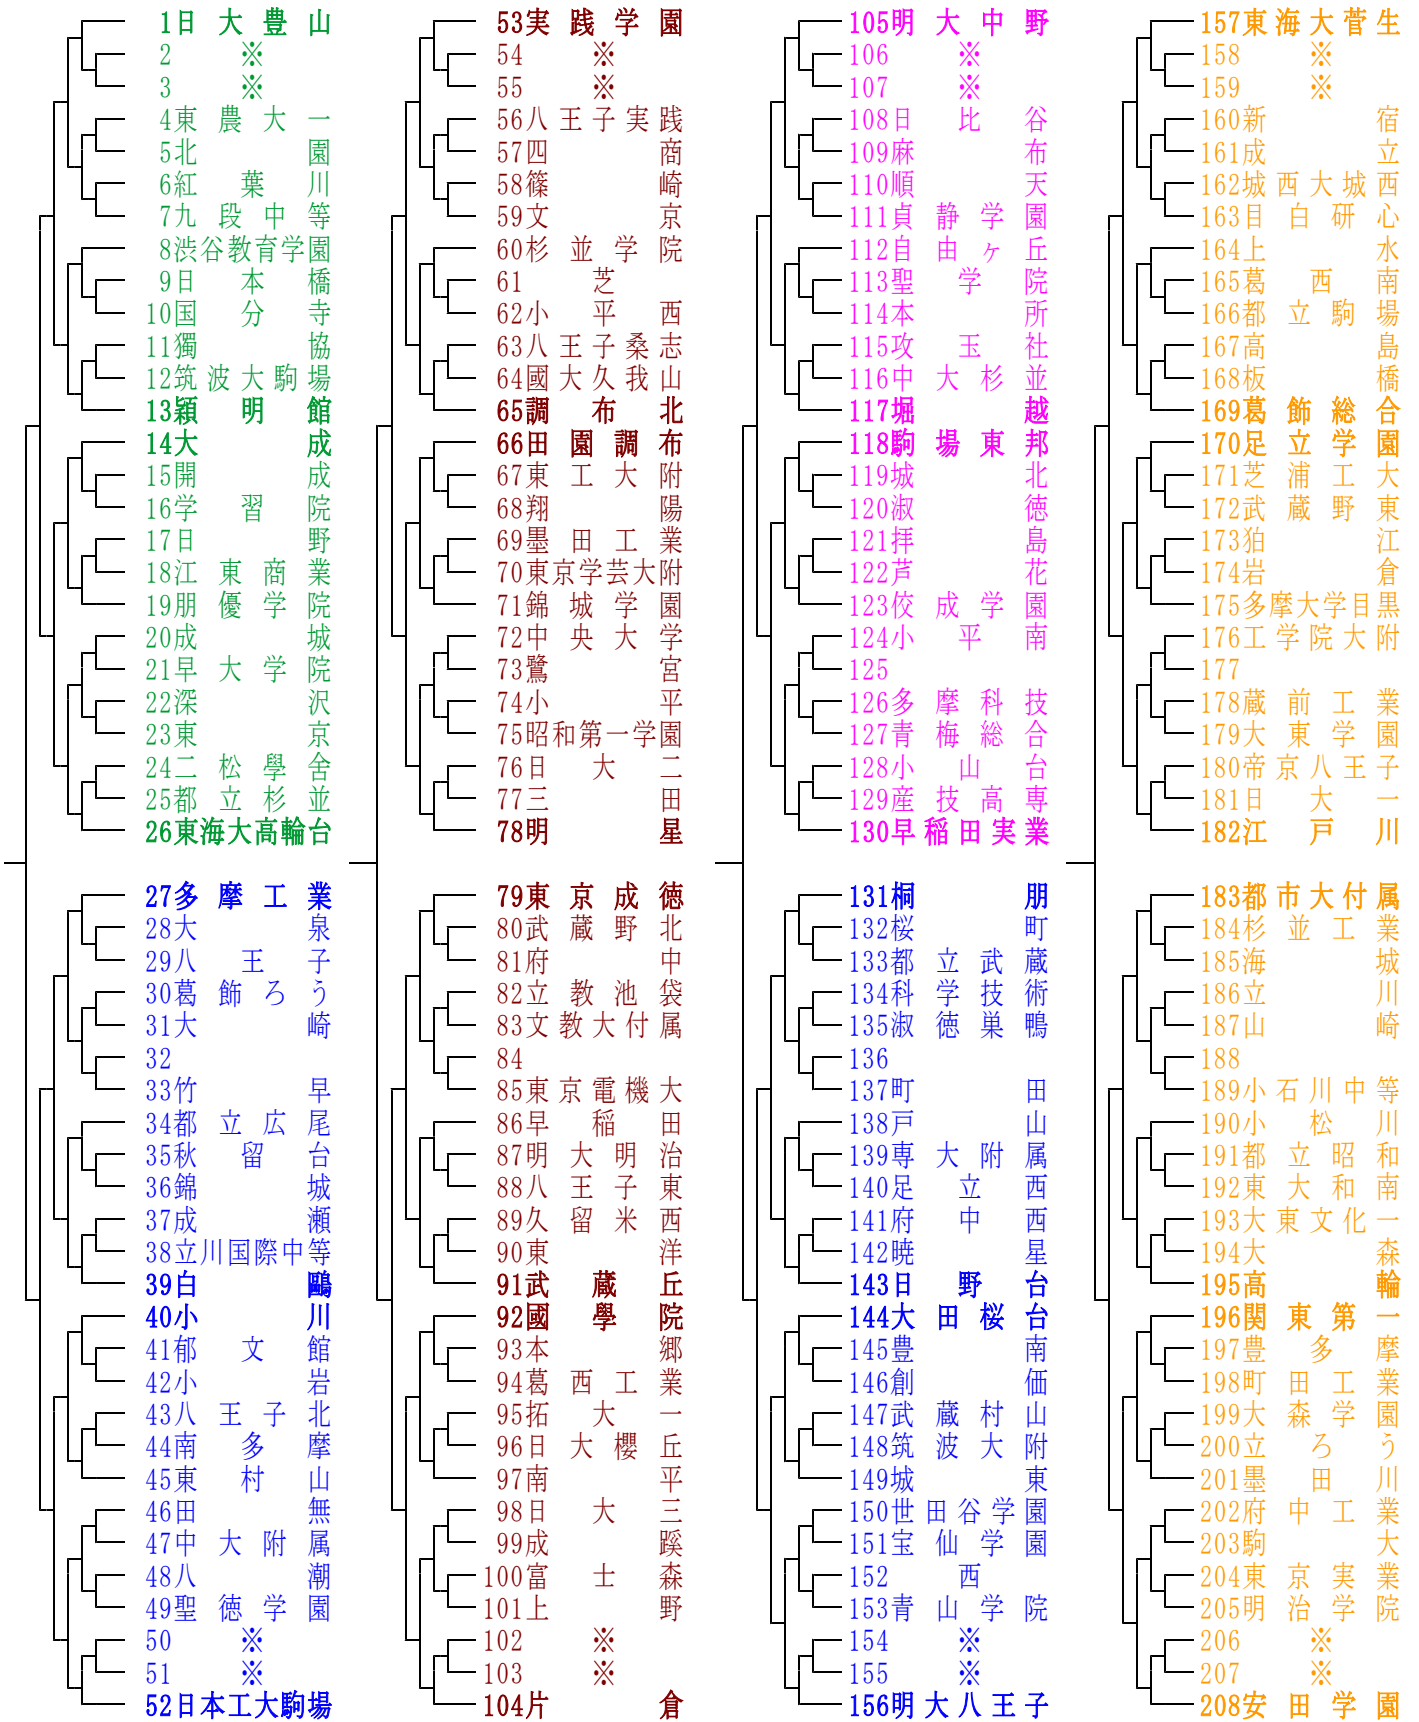 1日大豊山
2 ※
3 ※
4東農大一
5北園
6紅葉川
7九段中等
8渋谷教育学園
9日本橋
10国分寺
11獨協
12筑波大駒場
13穎明館
14大成
15開成
16学習院
17日野
18江東商業
19朋優学院
20成城
21早大学院
22深沢
23東京
24二松學舎
25都立杉並
26東海大高輪台
27多摩工業
28大泉
29八王子
30葛飾ろう
31大崎
32
33竹早
34都立広尾
35秋留台
36錦城
37成瀬
38立川国際中等
39白鷗
40小川
41郁文館
42小岩
43八王子北
44南多摩
45東村山
46田無
47中大附属
48八潮
49聖徳学園
50 ※
51 ※
52日本工大駒場
53実践学園
54 ※
55 ※
56八王子実践
57四商
58篠崎
59文京
60杉並学院
61芝
62小平西
63八王子桑志
64國大久我山
65調布北
66田園調布
67東工大附
68翔陽
69墨田工業
70東京学芸大附
71錦城学園
72中央大学
73鷺宮
74小平
75昭和第一学園
76日大二
77三田
78明星
79東京成徳
80武蔵野北
81府中
82立教池袋
83文教大付属
84
85東京電機大
86早稲田
87明大明治
88八王子東
89久留米西
90東洋
91武蔵丘
92國學院
93本郷
94葛西工業
95拓大一
96日大櫻丘
97南平
98日大三
99成蹊
100富士森
101上野
102 ※
103 ※
104片倉
105明大中野
106 ※
107 ※
108日比谷
109麻布
110順天
111貞静学園
112自由ヶ丘
113聖学院
114本所
115攻玉社
116中大杉並
117堀越
118駒場東邦
119城北
120淑徳
121拝島
122芦花
123佼成学園
124小平南
125
126多摩科技
127青梅総合
128小山台
129産技高専
130早稲田実業
131桐朋
132桜町
133都立武蔵
134科学技術
135淑徳巣鴨
136
137町田
138戸山
139専大附属
140足立西
141府中西
142暁星
143日野台
144大田桜台
145豊南
146創価
147武蔵村山
148筑波大附
149城東
150世田谷学園
151宝仙学園
152西
153青山学院
154 ※
155 ※
156明大八王子
157東海大菅生
158 ※
159 ※
160新宿
161成立
162城西大城西
163目白研心
164上水
165葛西南
166都立駒場
167高島
168板橋
169葛飾総合
170足立学園
171芝浦工大
172武蔵野東
173狛江
174岩倉
175多摩大学目黒
176工学院大附
177
178蔵前工業
179大東学園
180帝京八王子
181日大一
182江戸川
183都市大付属
184杉並工業
185海城
186立川
187山崎
188
189小石川中等
190小松川
191都立昭和
192東大和南
193大東文化一
194大森
195高輪
196関東第一
197豊多摩
198町田工業
199大森学園
200立ろう
201墨田川
202府中工業
203駒大
204東京実業
205明治学院
206 ※
207 ※
208安田学園